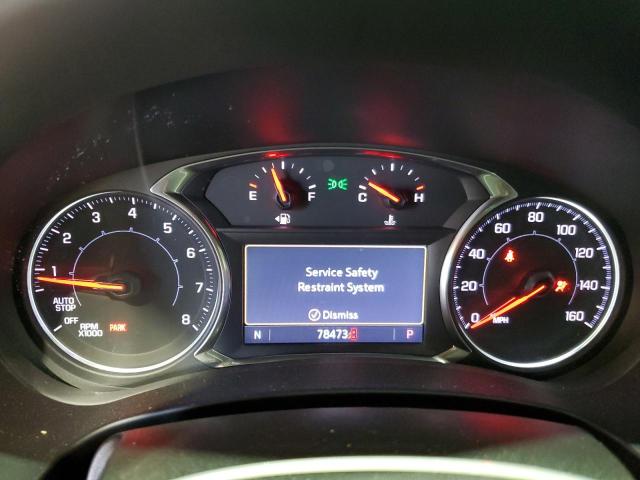 E F
C H
1 2 3 4 5 6 7 8
AUTO
STOP
OFF
RPM
X1000
PARK
Service Safety
Restraint System
Dismiss
N 78473 P
0 20 40 60 80 100 120 140 160
MPH